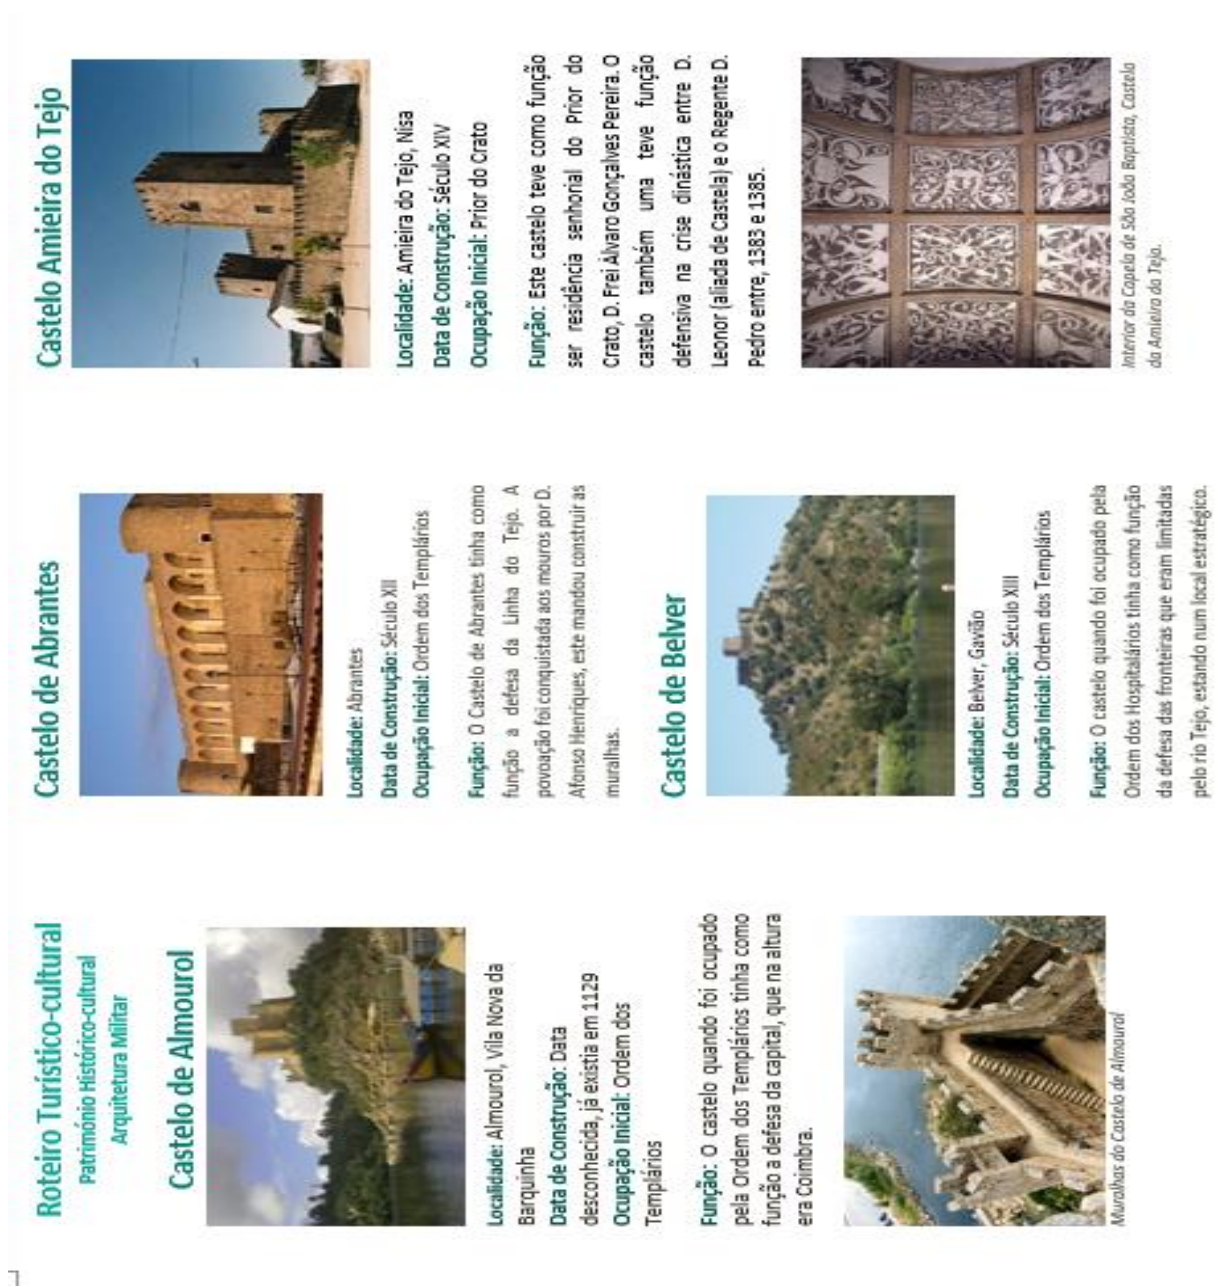 Roteiro Turístico-cultural
Património Histórico-cultural
Arquitetura Militar
Castelo de Almourol
Localidade: Almourol, Vila Nova da
Barquinha
Data de Construção: Data
desconhecida, já existia em 1129
Ocupação Inicial: Ordem dos
Templários
Função: O castelo quando foi ocupado
pela Ordem dos Templários tinha como
função a defesa da capital, que na altura
era Coimbra.
Muralhas do Castelo de Almourol
Castelo de Abrantes
Localidade: Abrantes
Data de Construção: Século XII
Ocupação Inicial: Ordem dos Templários
Função: O Castelo de Abrantes tinha como
função a defesa da Linha do Tejo. A
povoação foi conquistada aos mouros por D.
Afonso Henriques, este mandou construir as
muralhas.
Castelo de Belver
Localidade: Belver, Gavião
Data de Construção: Século XIII
Ocupação Inicial: Ordem dos Templários
Função: O castelo quando foi ocupado pela
Ordem dos Hospitalários tinha como função
da defesa das fronteiras que eram limitadas
pelo rio Tejo, estando num local estratégico.
Castelo Amieira do Tejo
Localidade: Amieira do Tejo, Nisa
Data de Construção: Século XIV
Ocupação Inicial: Prior do Crato
Função: Este castelo teve como função
ser residência senhorial do Prior do
Crato, D. Frei Álvaro Gonçalves Pereira. O
castelo também uma teve função
defensiva na crise dinástica entre D.
Leonor (aliada de Castela) e o Regente D.
Pedro entre, 1383 e 1385.
Interior da Capela de São João Baptista, Castelo
da Amieira do Tejo.